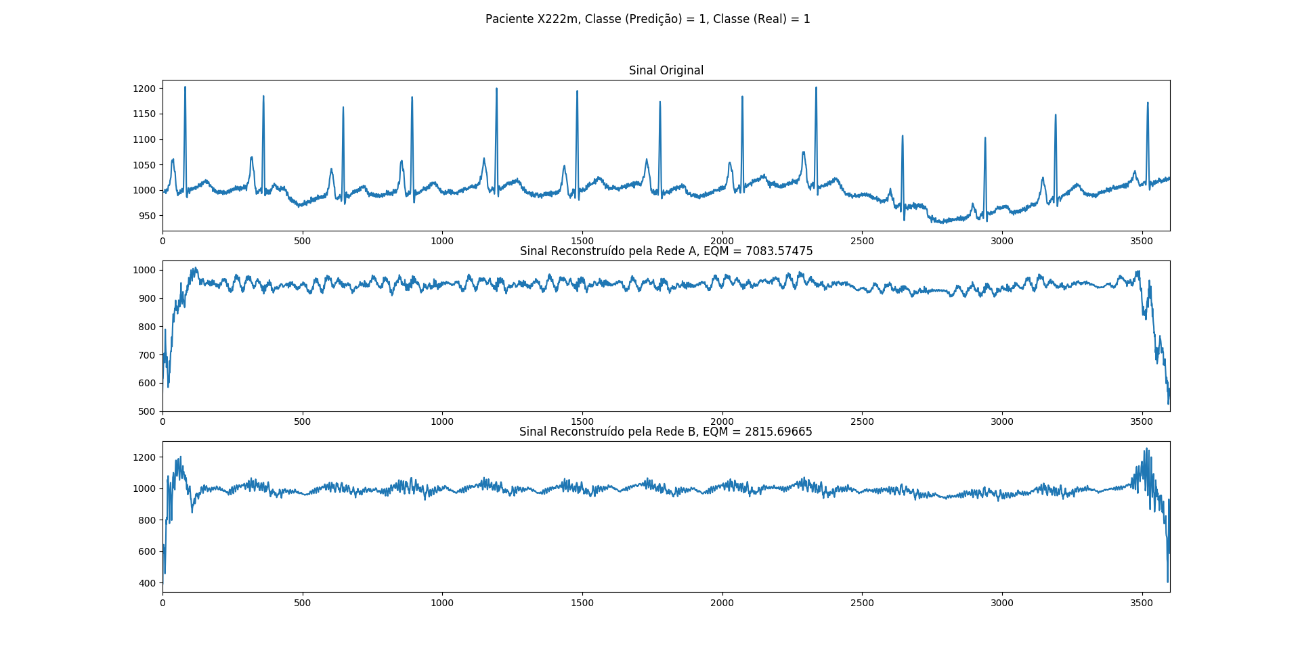 Paciente X222m, Classe (Predição) = 1, Classe (Real) = 1
Sinal Original
1200
1150
1100
1050
1000
950
0 500 1000 1500 2000 2500 3000 3500
Sinal Reconstruído pela Rede A, EQM = 7083.57475
1000
900
800
700
600
500
0 500 1000 1500 2000 2500 3000 3500
Sinal Reconstruído pela Rede B, EQM = 2815.69665
1200
1000
800
600
400
0 500 1000 1500 2000 2500 3000 3500